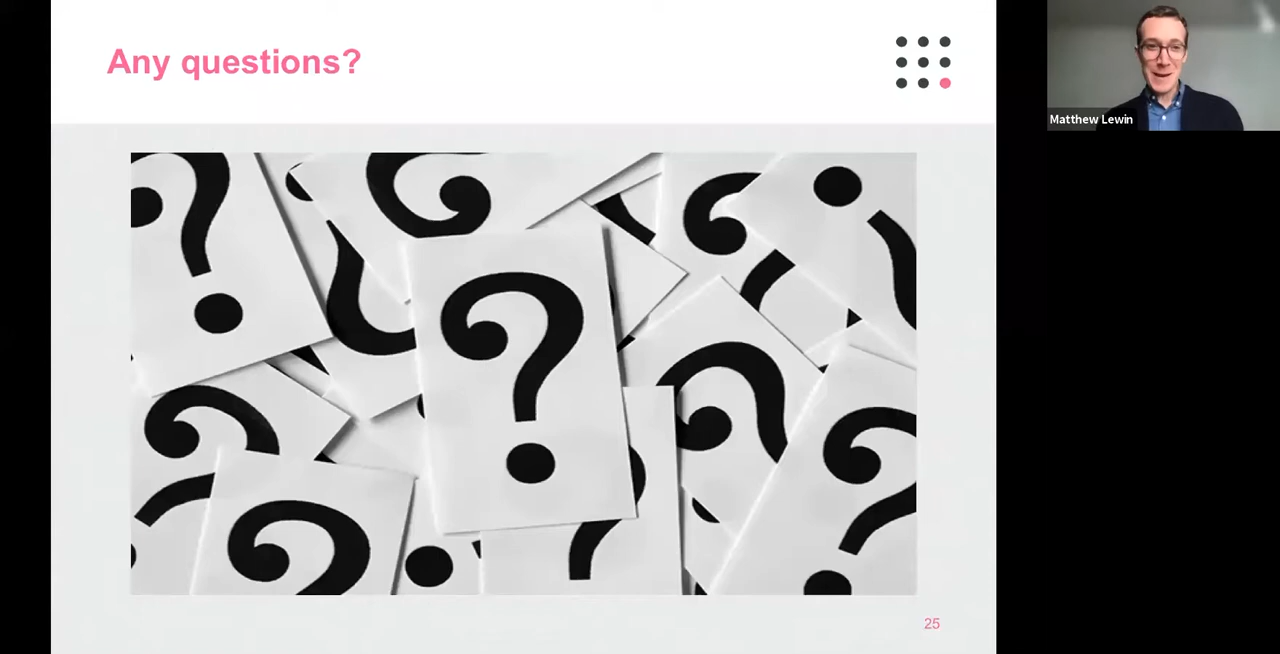 Any questions?
Matthew Lewin
? ? ? ? ? ? ? ? ? ?
25